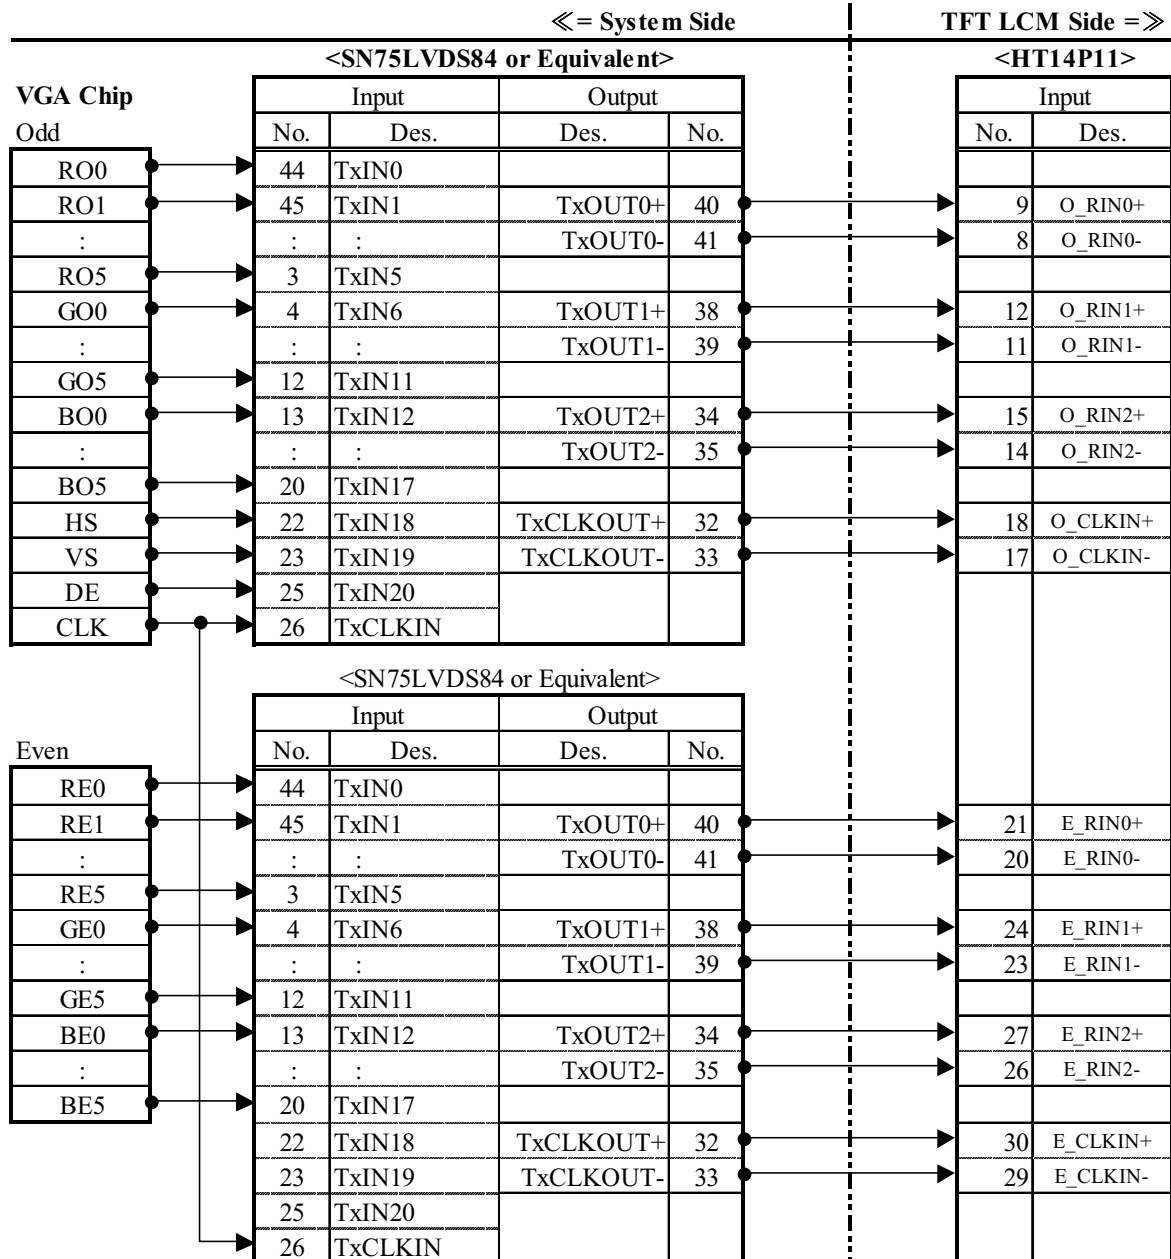 ≪= System Side TFT LCM Side =≫
<SN75LVDS84 or Equivalent> <HT14P11>
VGA Chip Input Output Input
Odd No. Des. Des. No. No. Des.
RO0 44 TxIN0
RO1 45 TxIN1 TxOUT0+ 40 9 O_RIN0+
: : : TxOUT0- 41 8 O_RIN0-
RO5 3 TxIN5
GO0 4 TxIN6 TxOUT1+ 38 12 O_RIN1+
: : : TxOUT1- 39 11 O_RIN1-
GO5 12 TxIN11
BO0 13 TxIN12 TxOUT2+ 34 15 O_RIN2+
: : : TxOUT2- 35 14 O_RIN2-
BO5 20 TxIN17
HS 22 TxIN18 TxCLKOUT+ 32 18 O_CLKIN+
VS 23 TxIN19 TxCLKOUT- 33 17 O_CLKIN-
DE 25 TxIN20
CLK 26 TxCLKIN
<SN75LVDS84 or Equivalent>
Input Output
Even No. Des. Des. No.
RE0 44 TxIN0
RE1 45 TxIN1 TxOUT0+ 40 21 E_RIN0+
: : : TxOUT0- 41 20 E_RIN0-
RE5 3 TxIN5
GE0 4 TxIN6 TxOUT1+ 38 24 E_RIN1+
: : : TxOUT1- 39 23 E_RIN1-
GE5 12 TxIN11
BE0 13 TxIN12 TxOUT2+ 34 27 E_RIN2+
: : : TxOUT2- 35 26 E_RIN2-
BE5 20 TxIN17
22 TxIN18 TxCLKOUT+ 32 30 E_CLKIN+
23 TxIN19 TxCLKOUT- 33 29 E_CLKIN-
25 TxIN20
26 TxCLKIN